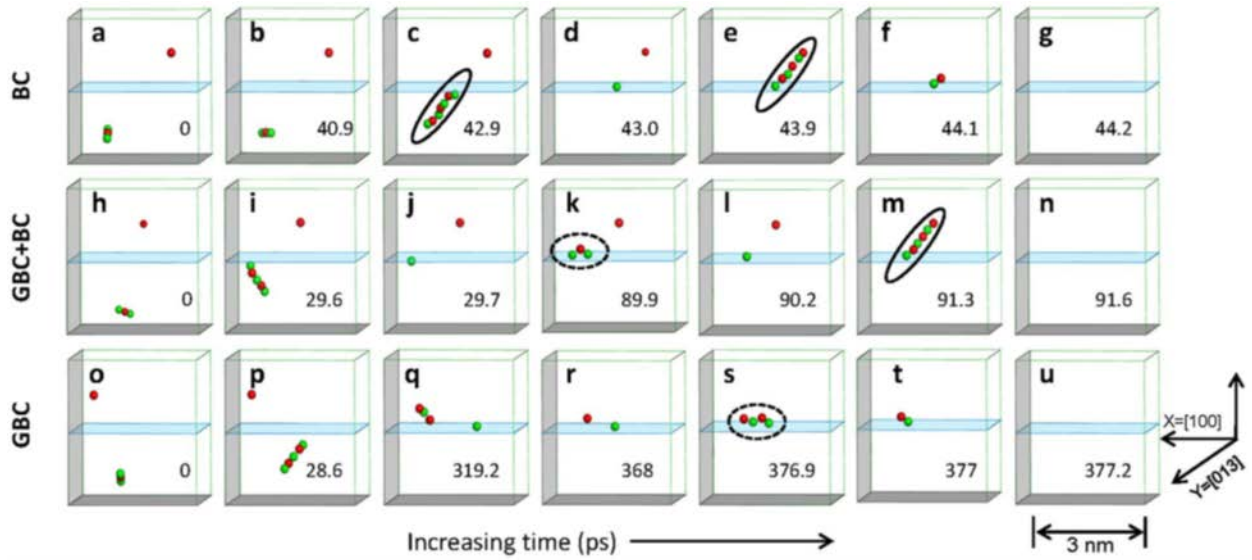 BC
a b c d e f g
0 40.9 42.9 43.0 43.9 44.1 44.2
GBC+BC
h i j k l m n
0 29.6 29.7 89.9 90.2 91.3 91.6
GBC
o p q r s t u
0 28.6 319.2 368 376.9 377 377.2
X=[100]
Y=[013]
Increasing time (ps)
3 nm